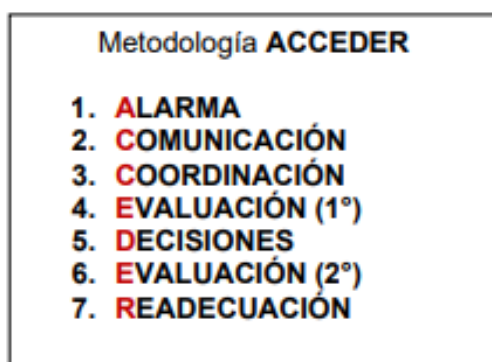 Metodología ACCEDER
1. ALARMA
2. COMUNICACIÓN
3. COORDINACIÓN
4. EVALUACIÓN (1°)
5. DECISIONES
6. EVALUACIÓN (2°)
7. READECUACIÓN